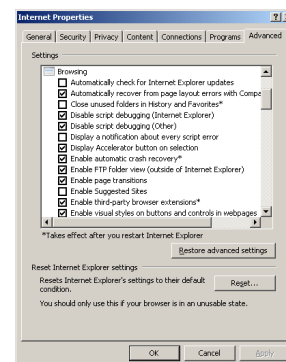 Internet Properties
General Security Privacy Content Connections Programs Advanced
Settings
Browsing
Automatically check for Internet Explorer updates
Automatically recover from page layout errors with Compa
Close unused folders in History and Favorites*
Disable script debugging (Internet Explorer)
Disable script debugging (Other)
Display a notification about every script error
Display Accelerator button on selection
Enable automatic crash recovery*
Enable FTP folder view (outside of Internet Explorer)
Enable page transitions
Enable Suggested Sites
Enable third-party browser extensions*
Enable visual styles on buttons and controls in webpages
*Takes effect after you restart Internet Explorer
Restore advanced settings
Reset Internet Explorer settings
Resets Internet Explorer's settings to their default
condition.
Reset...
You should only use this if your browser is in an unusable state.
OK Cancel Apply